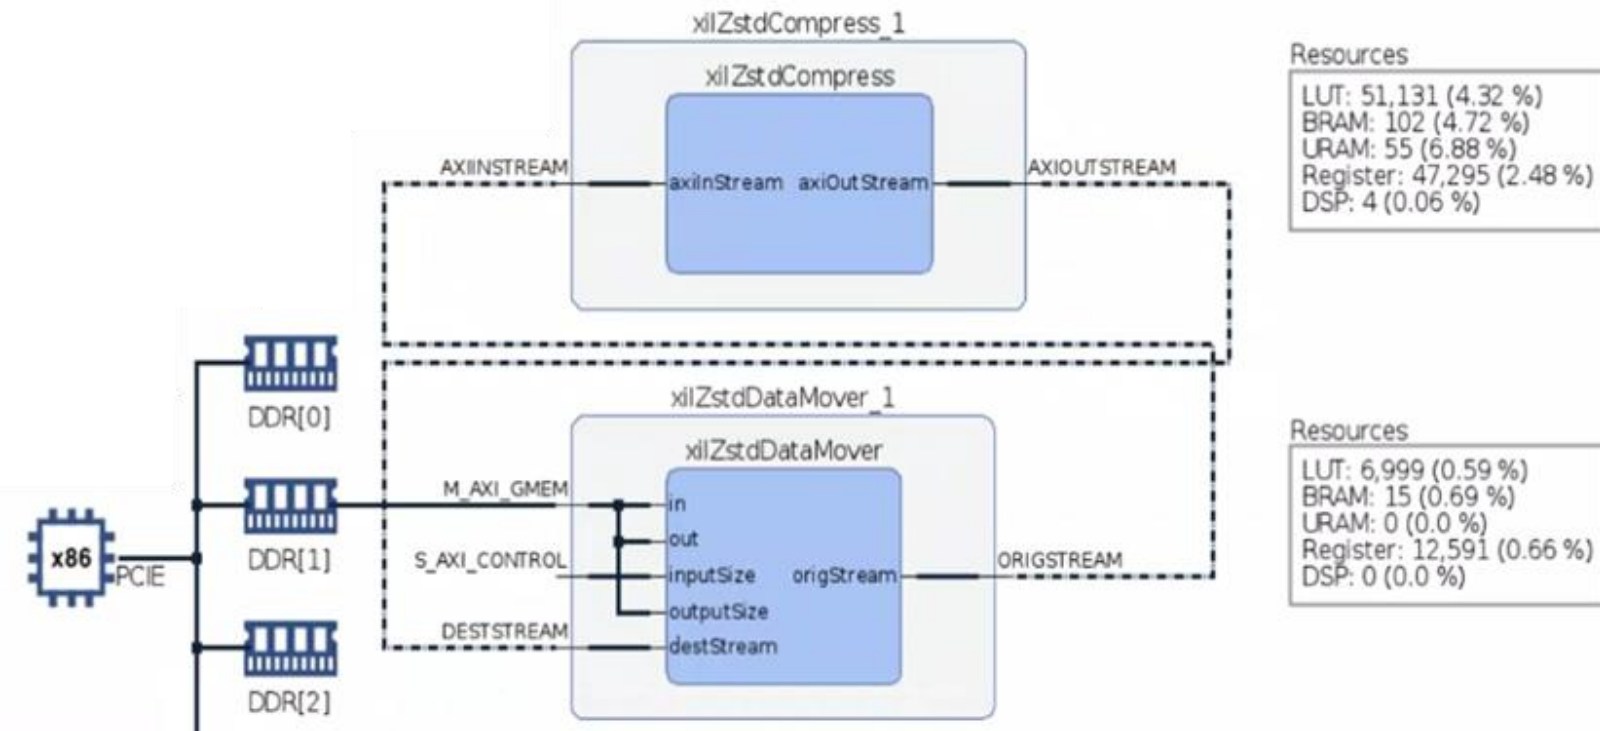 xilZstdCompress_1
xilZstdCompress
AXIINSTREAM
axiInStream
axiOutStream
AXIOUTSTREAM
Resources
LUT: 51,131 (4.32 %)
BRAM: 102 (4.72 %)
URAM: 55 (6.88 %)
Register: 47,295 (2.48 %)
DSP: 4 (0.06 %)
x86
PCIE
DDR[0]
DDR[1]
DDR[2]
xilZstdDataMover_1
xilZstdDataMover
M_AXI_GMEM
S_AXI_CONTROL
DESTSTREAM
in
out
inputSize
outputSize
destStream
origStream
ORIGSTREAM
Resources
LUT: 6,999 (0.59 %)
BRAM: 15 (0.69 %)
URAM: 0 (0.0 %)
Register: 12,591 (0.66 %)
DSP: 0 (0.0 %)